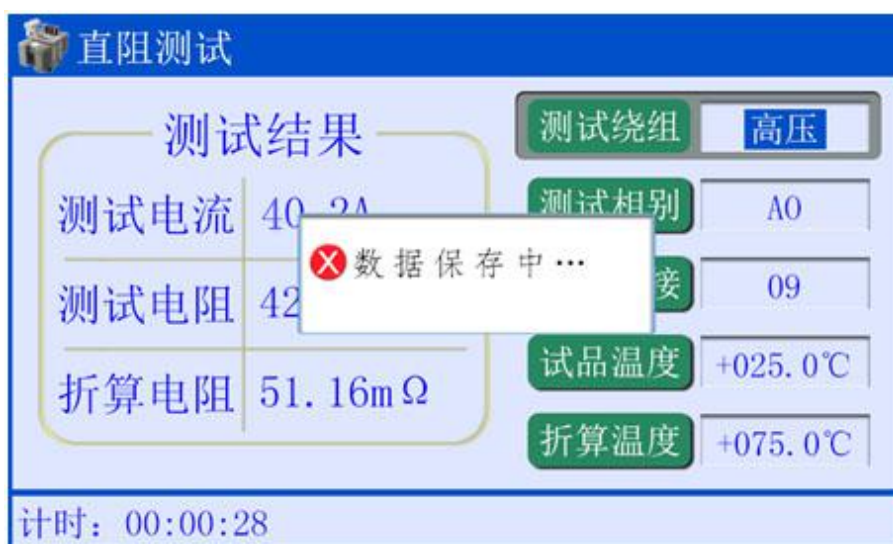 直阻测试
测试结果
测试电流 40.2A
测试电阻 42
折算电阻 51.16mΩ
测试绕组 高压
测试相别 AO
接 09
试品温度 +025.0℃
折算温度 +075.0℃
数据保存中…
计时：00:00:28